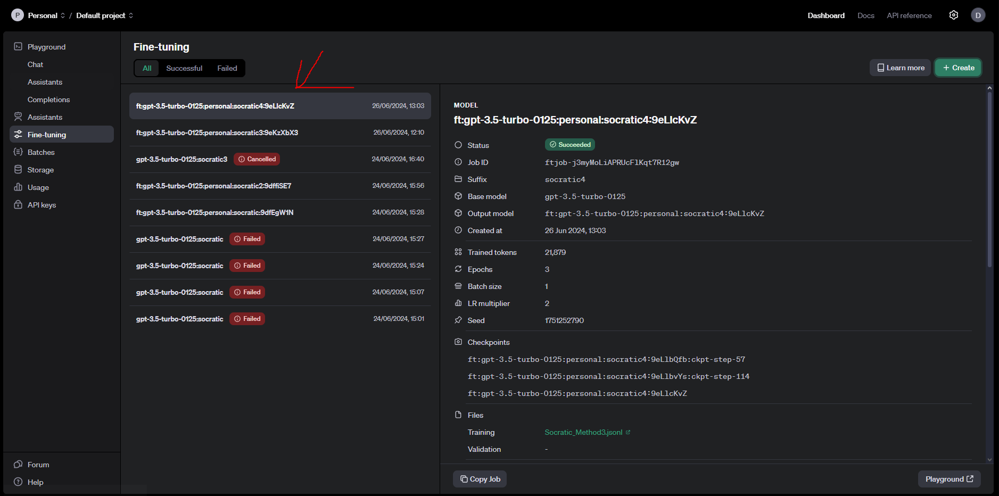 P Personal / Default project
Dashboard Docs API reference D
Playground
Chat
Assistants
Completions
Assistants
Fine-tuning
Batches
Storage
Usage
API keys
Forum
Help
Fine-tuning
All Successful Failed
Learn more + Create
ft:gpt-3.5-turbo-0125:personal:socratic4:9eLlcKvZ 26/06/2024, 13:03
ft:gpt-3.5-turbo-0125:personal:socratic3:9eKzXbX3 26/06/2024, 12:10
gpt-3.5-turbo-0125:socratic3 Cancelled 24/06/2024, 16:40
ft:gpt-3.5-turbo-0125:personal:socratic2:9dffiSE7 24/06/2024, 15:56
ft:gpt-3.5-turbo-0125:personal:socratic:9dfEgW1N 24/06/2024, 15:28
gpt-3.5-turbo-0125:socratic Failed 24/06/2024, 15:27
gpt-3.5-turbo-0125:socratic Failed 24/06/2024, 15:24
gpt-3.5-turbo-0125:socratic Failed 24/06/2024, 15:07
gpt-3.5-turbo-0125:socratic Failed 24/06/2024, 15:01
MODEL
ft:gpt-3.5-turbo-0125:personal:socratic4:9eLlcKvZ
Status Succeeded
Job ID ftjob-j3myMoLiAPRUcFlKqt7R12gw
Suffix socratic4
Base model gpt-3.5-turbo-0125
Output model ft:gpt-3.5-turbo-0125:personal:socratic4:9eLlcKvZ
Created at 26 Jun 2024, 13:03
Trained tokens 21,879
Epochs 3
Batch size 1
LR multiplier 2
Seed 1751252790
Checkpoints
ft:gpt-3.5-turbo-0125:personal:socratic4:9eLlbQfb:ckpt-step-57
ft:gpt-3.5-turbo-0125:personal:socratic4:9eLlbvYs:ckpt-step-114
ft:gpt-3.5-turbo-0125:personal:socratic4:9eLlcKvZ
Files
Training Socratic_Method3.jsonl
Validation -
Copy Job Playground